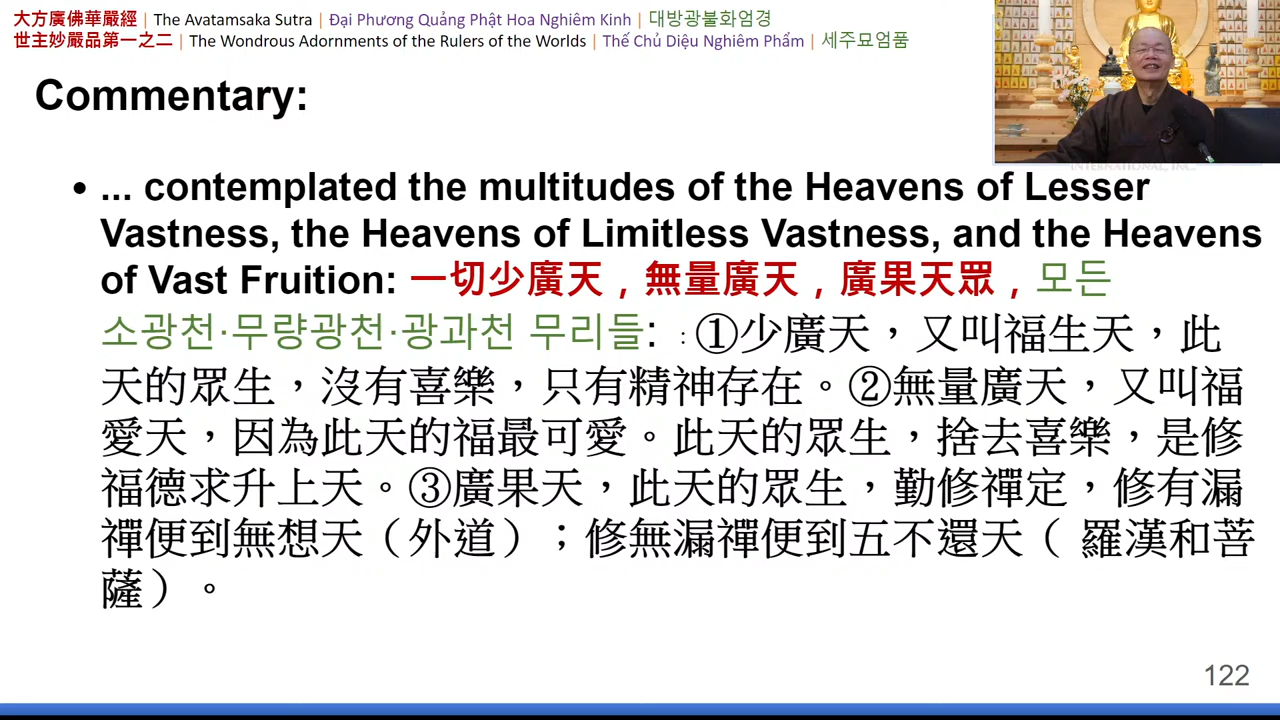 大方廣佛華嚴經 | The Avatamsaka Sutra | Đại Phương Quảng Phật Hoa Nghiêm Kinh | 대방광불화엄경
世主妙嚴品第一之二 | The Wondrous Adornments of the Rulers of the Worlds | Thế Chủ Diệu Nghiêm Phẩm | 세주묘엄품
Commentary:
INTERNATIONAL, INC.
• ... contemplated the multitudes of the Heavens of Lesser
Vastness, the Heavens of Limitless Vastness, and the Heavens
of Vast Fruition: 一切少廣天，無量廣天，廣果天眾，모든
소광천·무량광천·광과천 무리들: ：①少廣天，又叫福生天，此
天的眾生，沒有喜樂，只有精神存在。②無量廣天，又叫福
愛天，因為此天的福最可愛。此天的眾生，捨去喜樂，是修
福德求升上天。③廣果天，此天的眾生，勤修禪定，修有漏
禪便到無想天（外道）；修無漏禪便到五不還天（ 羅漢和菩
薩）。
122